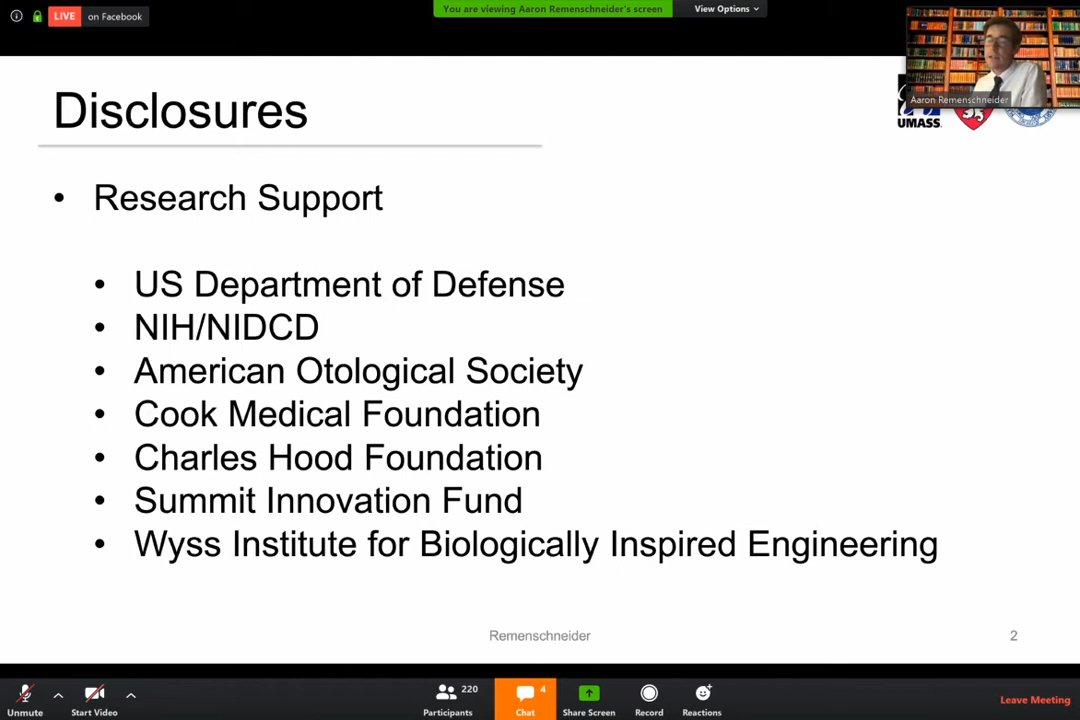 LIVE on Facebook
You are viewing Aaron Remenschneider's screen
View Options
Aaron Remenschneider
UMASS
Disclosures
• Research Support
• US Department of Defense
• NIH/NIDCD
• American Otological Society
• Cook Medical Foundation
• Charles Hood Foundation
• Summit Innovation Fund
• Wyss Institute for Biologically Inspired Engineering
Remenschneider
2
Unmute
Start Video
220
Participants
4
Chat
Share Screen
Record
Reactions
Leave Meeting